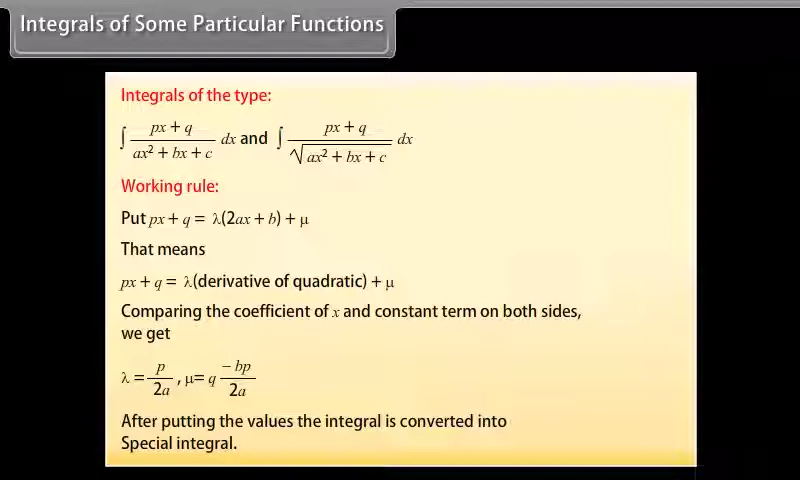 Integrals of Some Particular Functions
Integrals of the type:
∫ (px + q)/(ax² + bx + c) dx and ∫ (px + q)/√(ax² + bx + c) dx
Working rule:
Put px + q = λ(2ax + b) + μ
That means
px + q = λ(derivative of quadratic) + μ
Comparing the coefficient of x and constant term on both sides,
we get
λ = p/2a , μ= q −bp/2a
After putting the values the integral is converted into
Special integral.